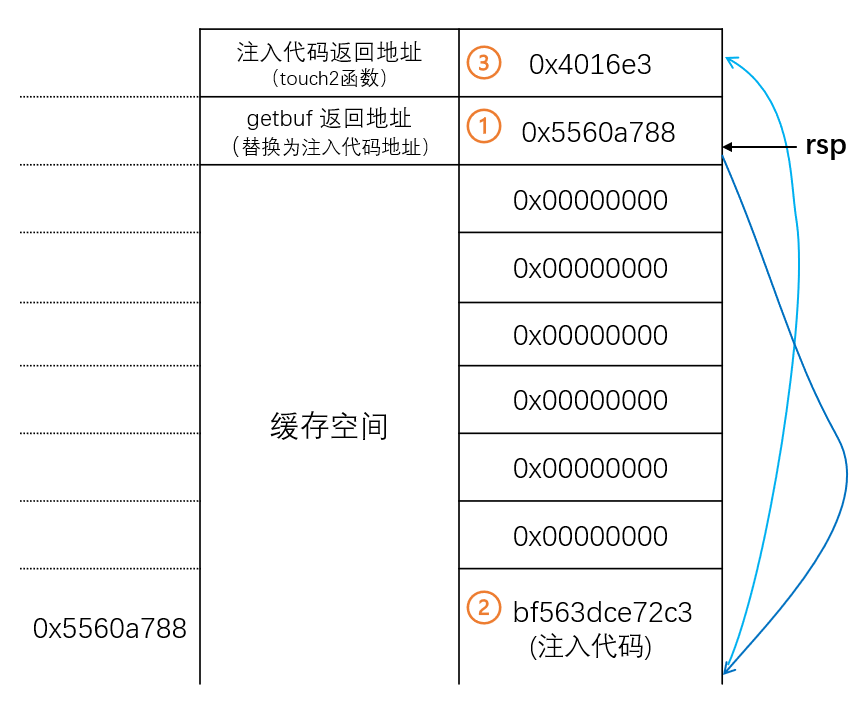 注入代码返回地址
（touch2函数）
③ 0x4016e3
getbuf 返回地址
（替换为注入代码地址）
① 0x5560a788
rsp
0x00000000
0x00000000
0x00000000
0x00000000
0x00000000
0x00000000
缓存空间
0x5560a788
② bf563dce72c3
(注入代码)